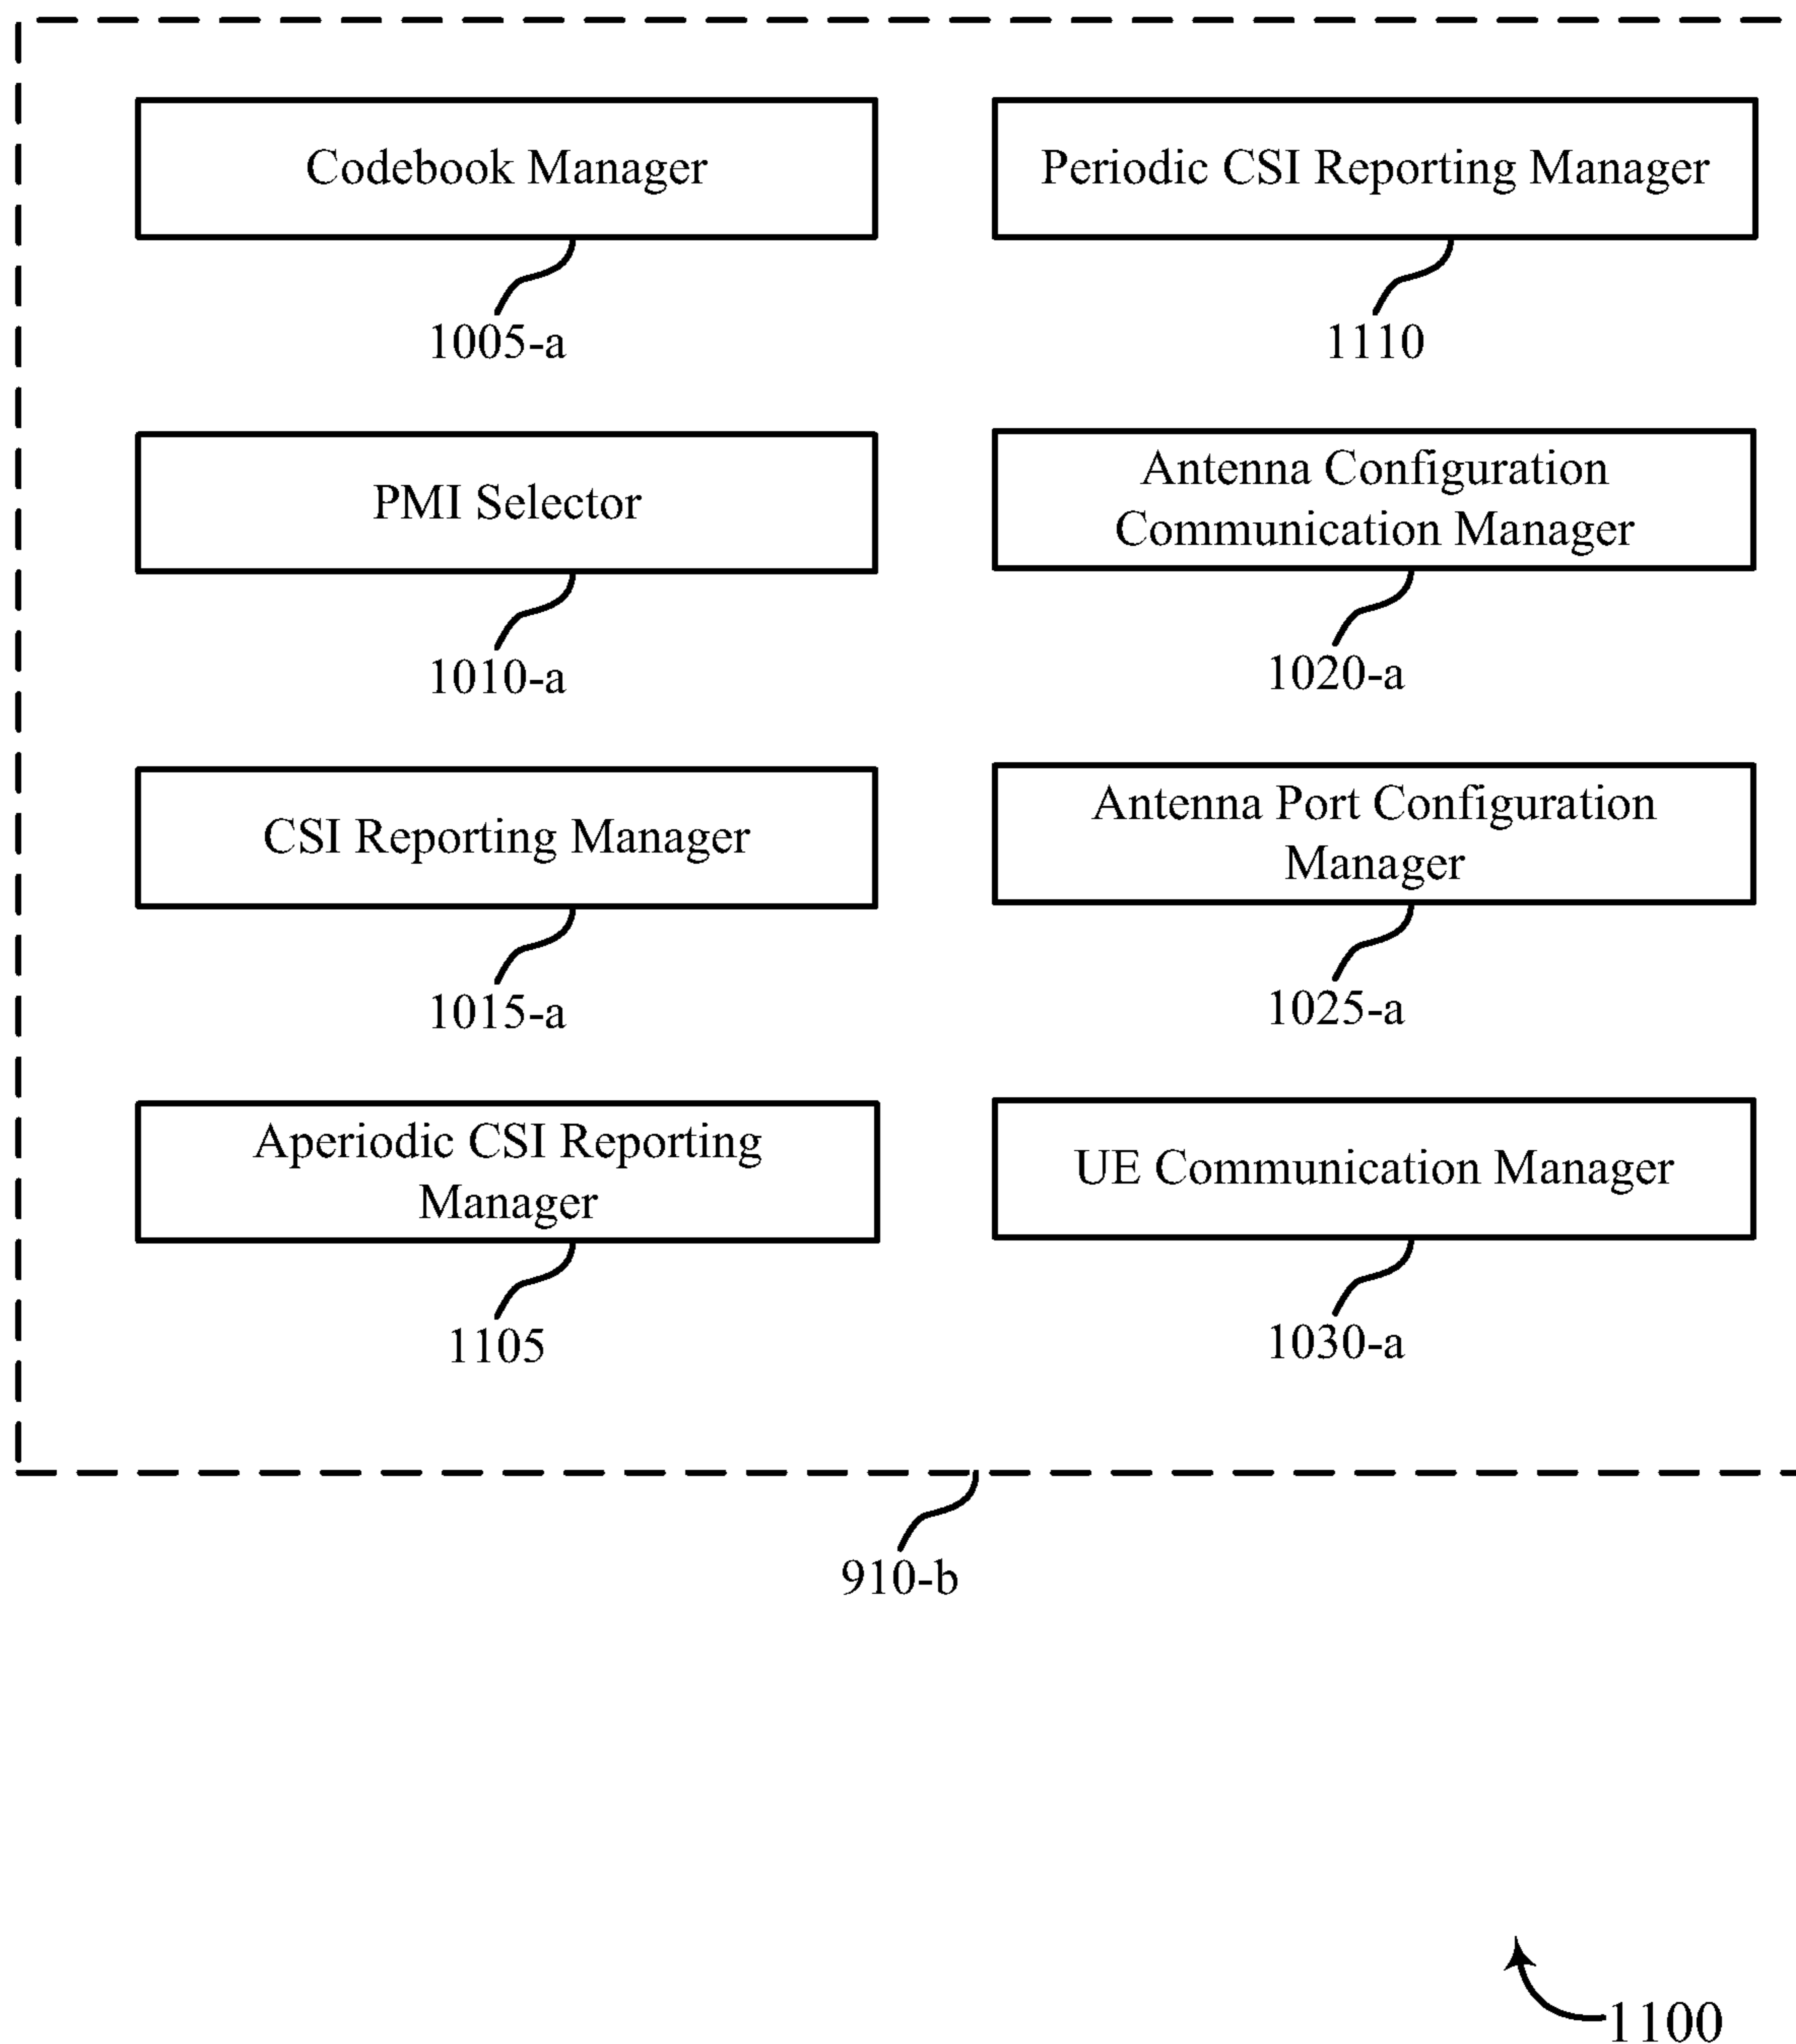 Codebook Manager
1005-a
Periodic CSI Reporting Manager
1110
PMI Selector
1010-a
Antenna Configuration
Communication Manager
1020-a
CSI Reporting Manager
1015-a
Antenna Port Configuration
Manager
1025-a
Aperiodic CSI Reporting
Manager
1105
UE Communication Manager
1030-a
910-b
1100